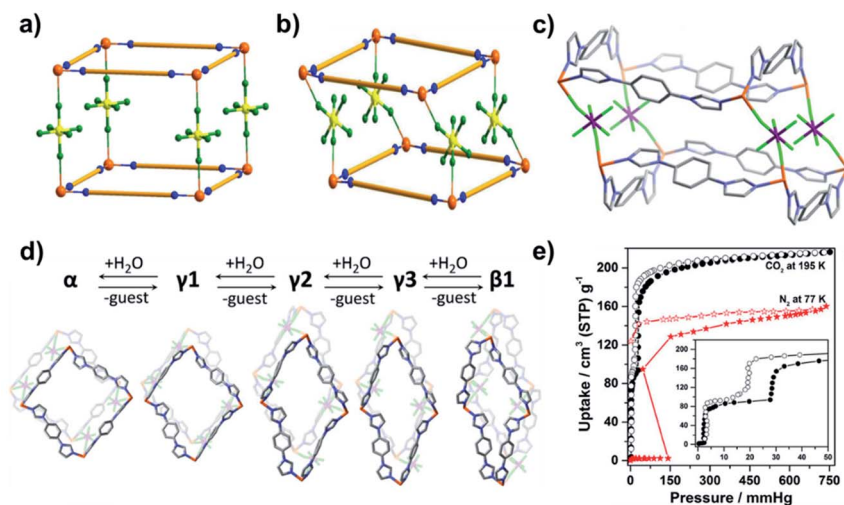 a)
b)
c)
d)
+H₂O +H₂O +H₂O +H₂O
α γ1 γ2 γ3 β1
-guest -guest -guest -guest
e)
Uptake / cm³ (STP) g⁻¹
200
160
120
80
40
0
CO₂ at 195 K
N₂ at 77 K
200
160
120
80
40
0
0 10 20 30 40 50
0 150 300 450 600 750
Pressure / mmHg